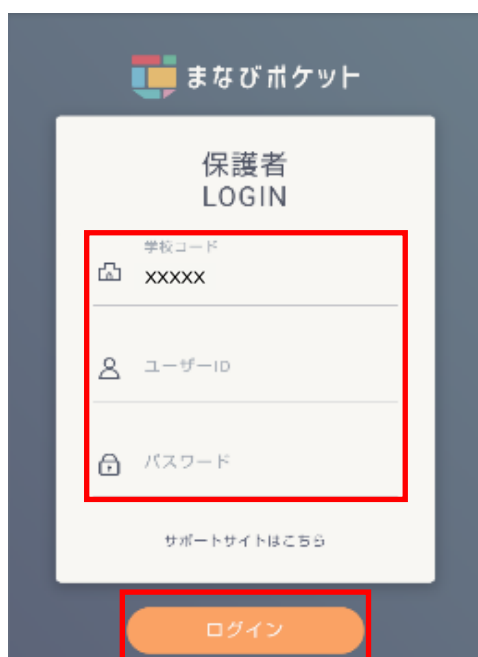 まなびポケット
保護者
LOGIN
学校コード
XXXXX
ユーザーID
パスワード
サポートサイトはこちら
ログイン